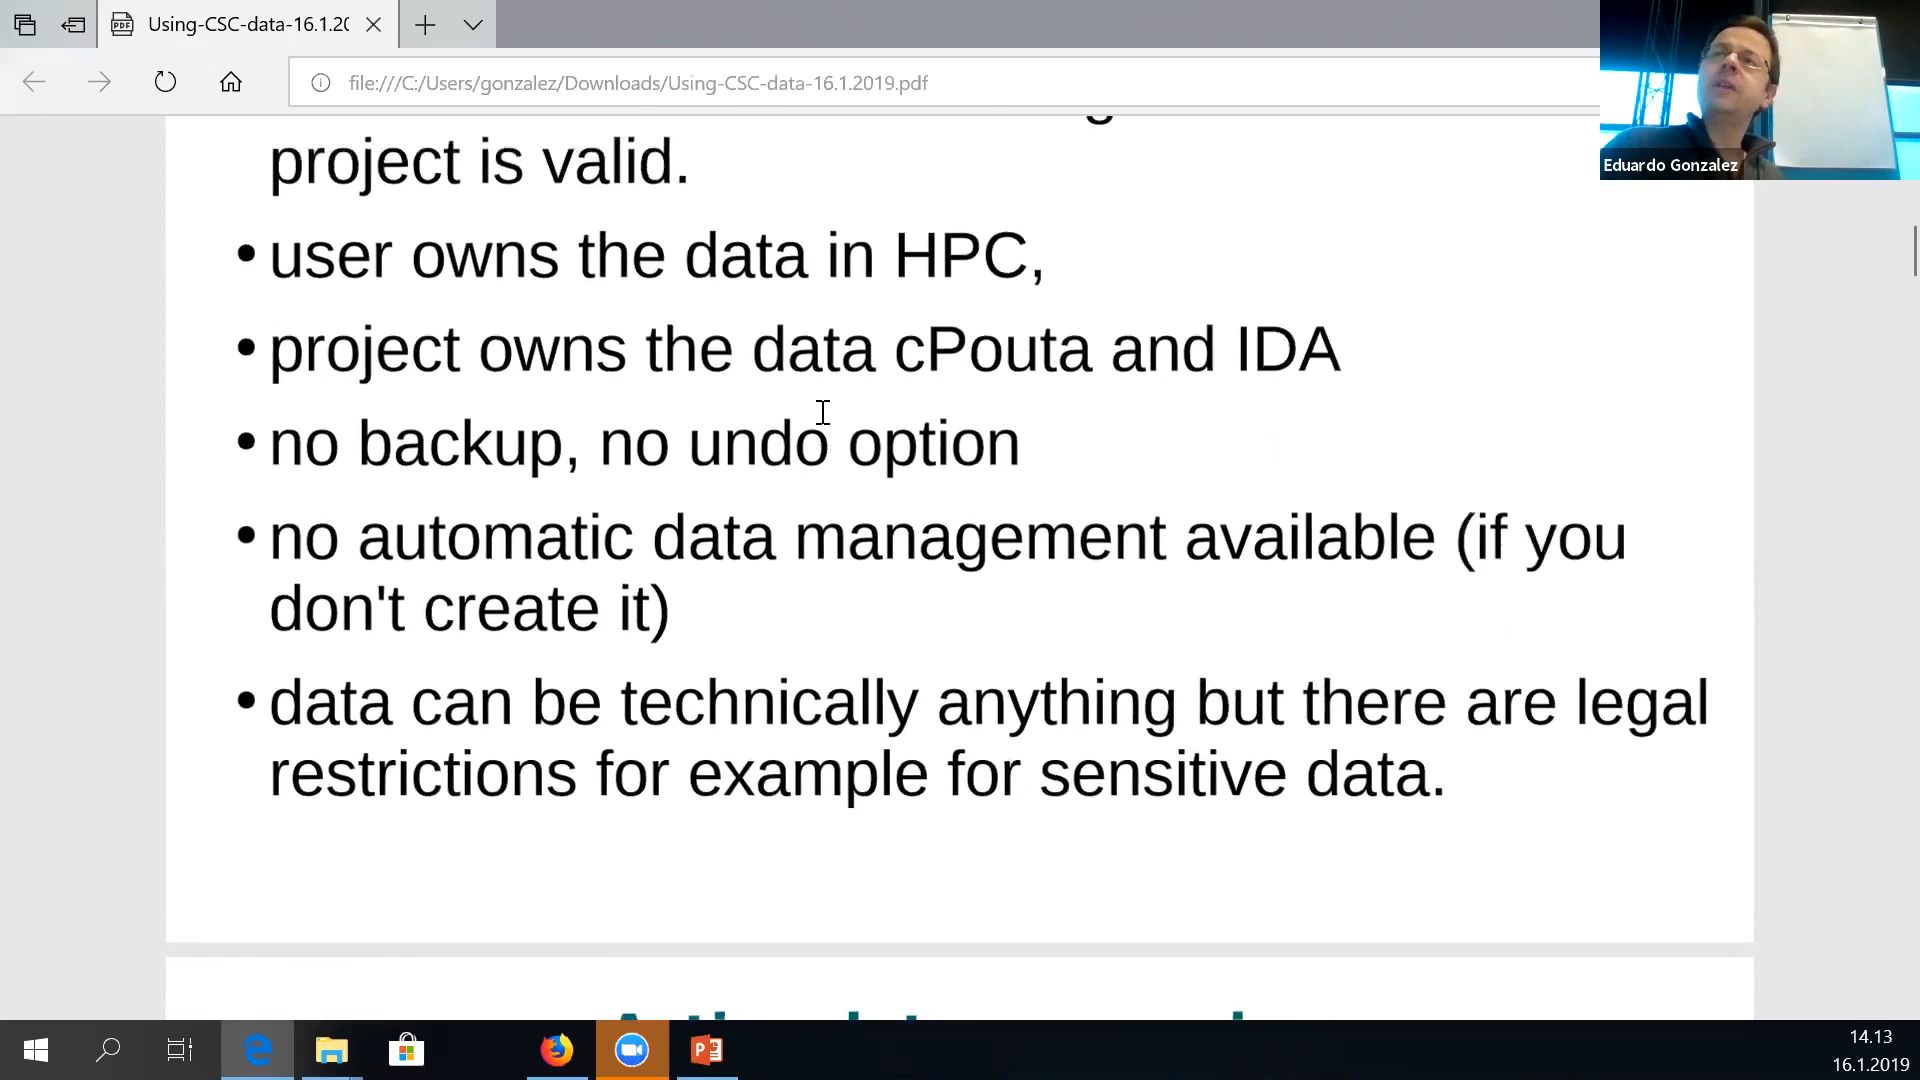 Using-CSC-data-16.1.20
file:///C:/Users/gonzalez/Downloads/Using-CSC-data-16.1.2019.pdf
Eduardo Gonzalez
project is valid.
• user owns the data in HPC,
• project owns the data cPouta and IDA
• no backup, no undo option
• no automatic data management available (if you
don't create it)
• data can be technically anything but there are legal
restrictions for example for sensitive data.
14.13
16.1.2019